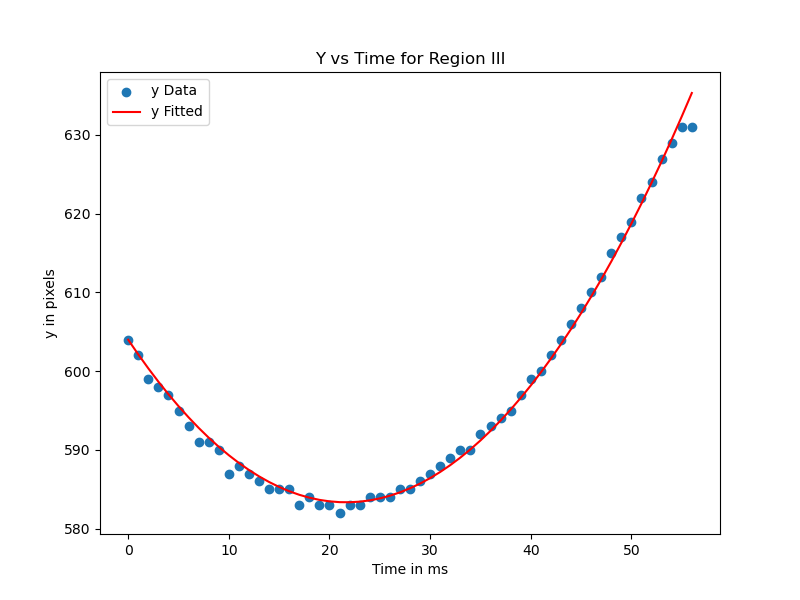 Y vs Time for Region III
y Data
y Fitted
630
620
610
600
590
580
y in pixels
0 10 20 30 40 50
Time in ms